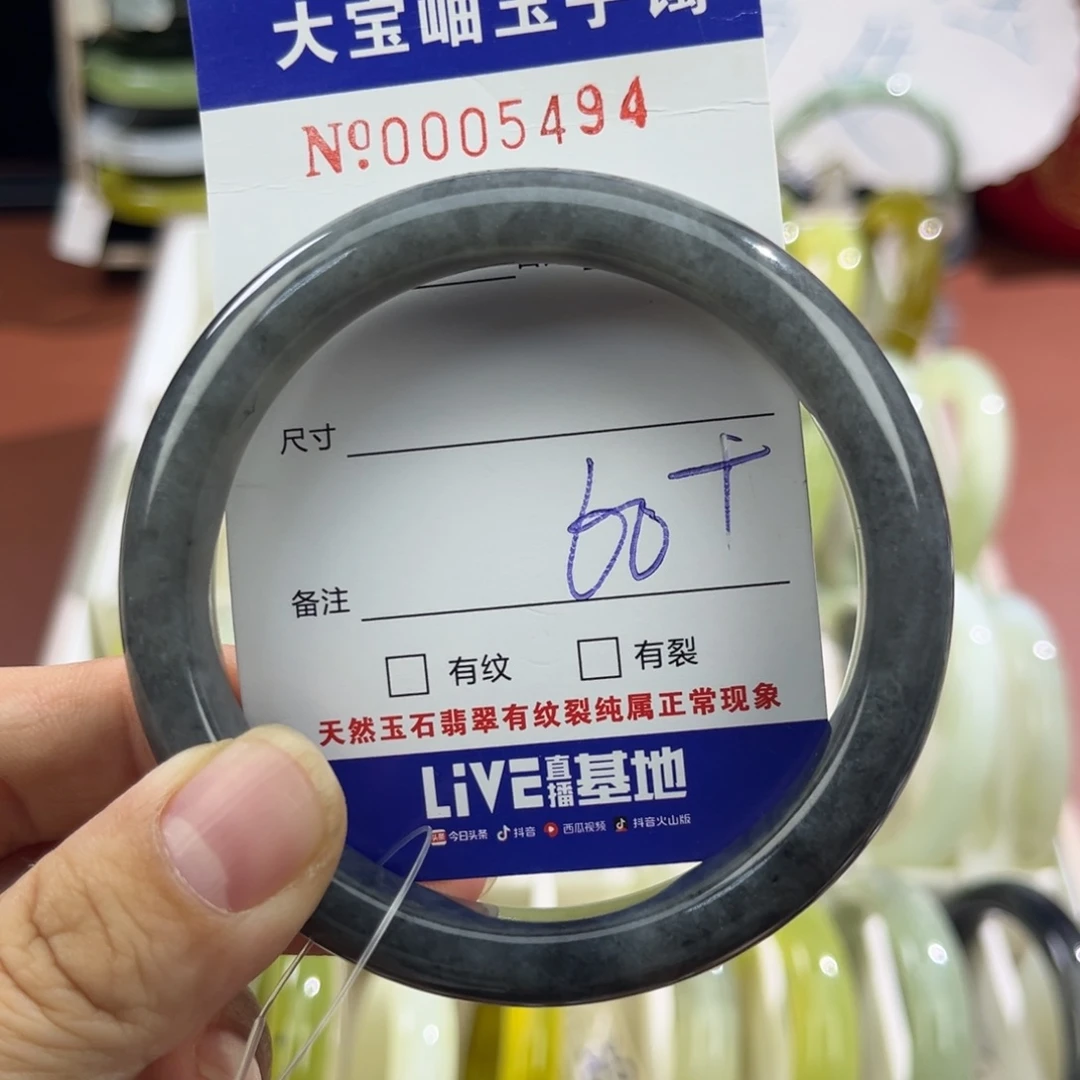 大宝岫玉手镯
№0005494
尺寸
60+
备注
□ 有纹 □ 有裂
天然玉石翡翠有纹裂纯属正常现象
LiVE直播基地
头条 今日头条 抖音 西瓜视频 抖音火山版